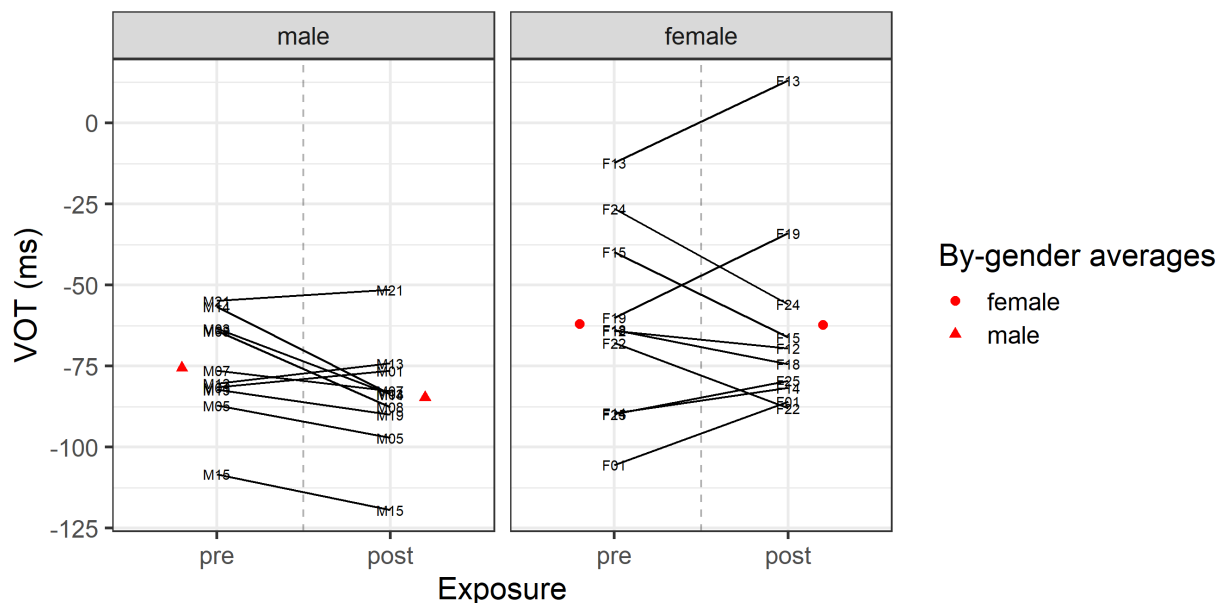 male
female
VOT (ms)
0
-25
-50
-75
-100
-125
M21
M14
M07
M05
M15
M21
M13
M01
M08
M19
M05
M15
F13
F24
F15
F19
F22
F01
F13
F19
F24
F15
F12
F18
F25
F14
F01
F22
pre
post
pre
post
Exposure
By-gender averages
female
male